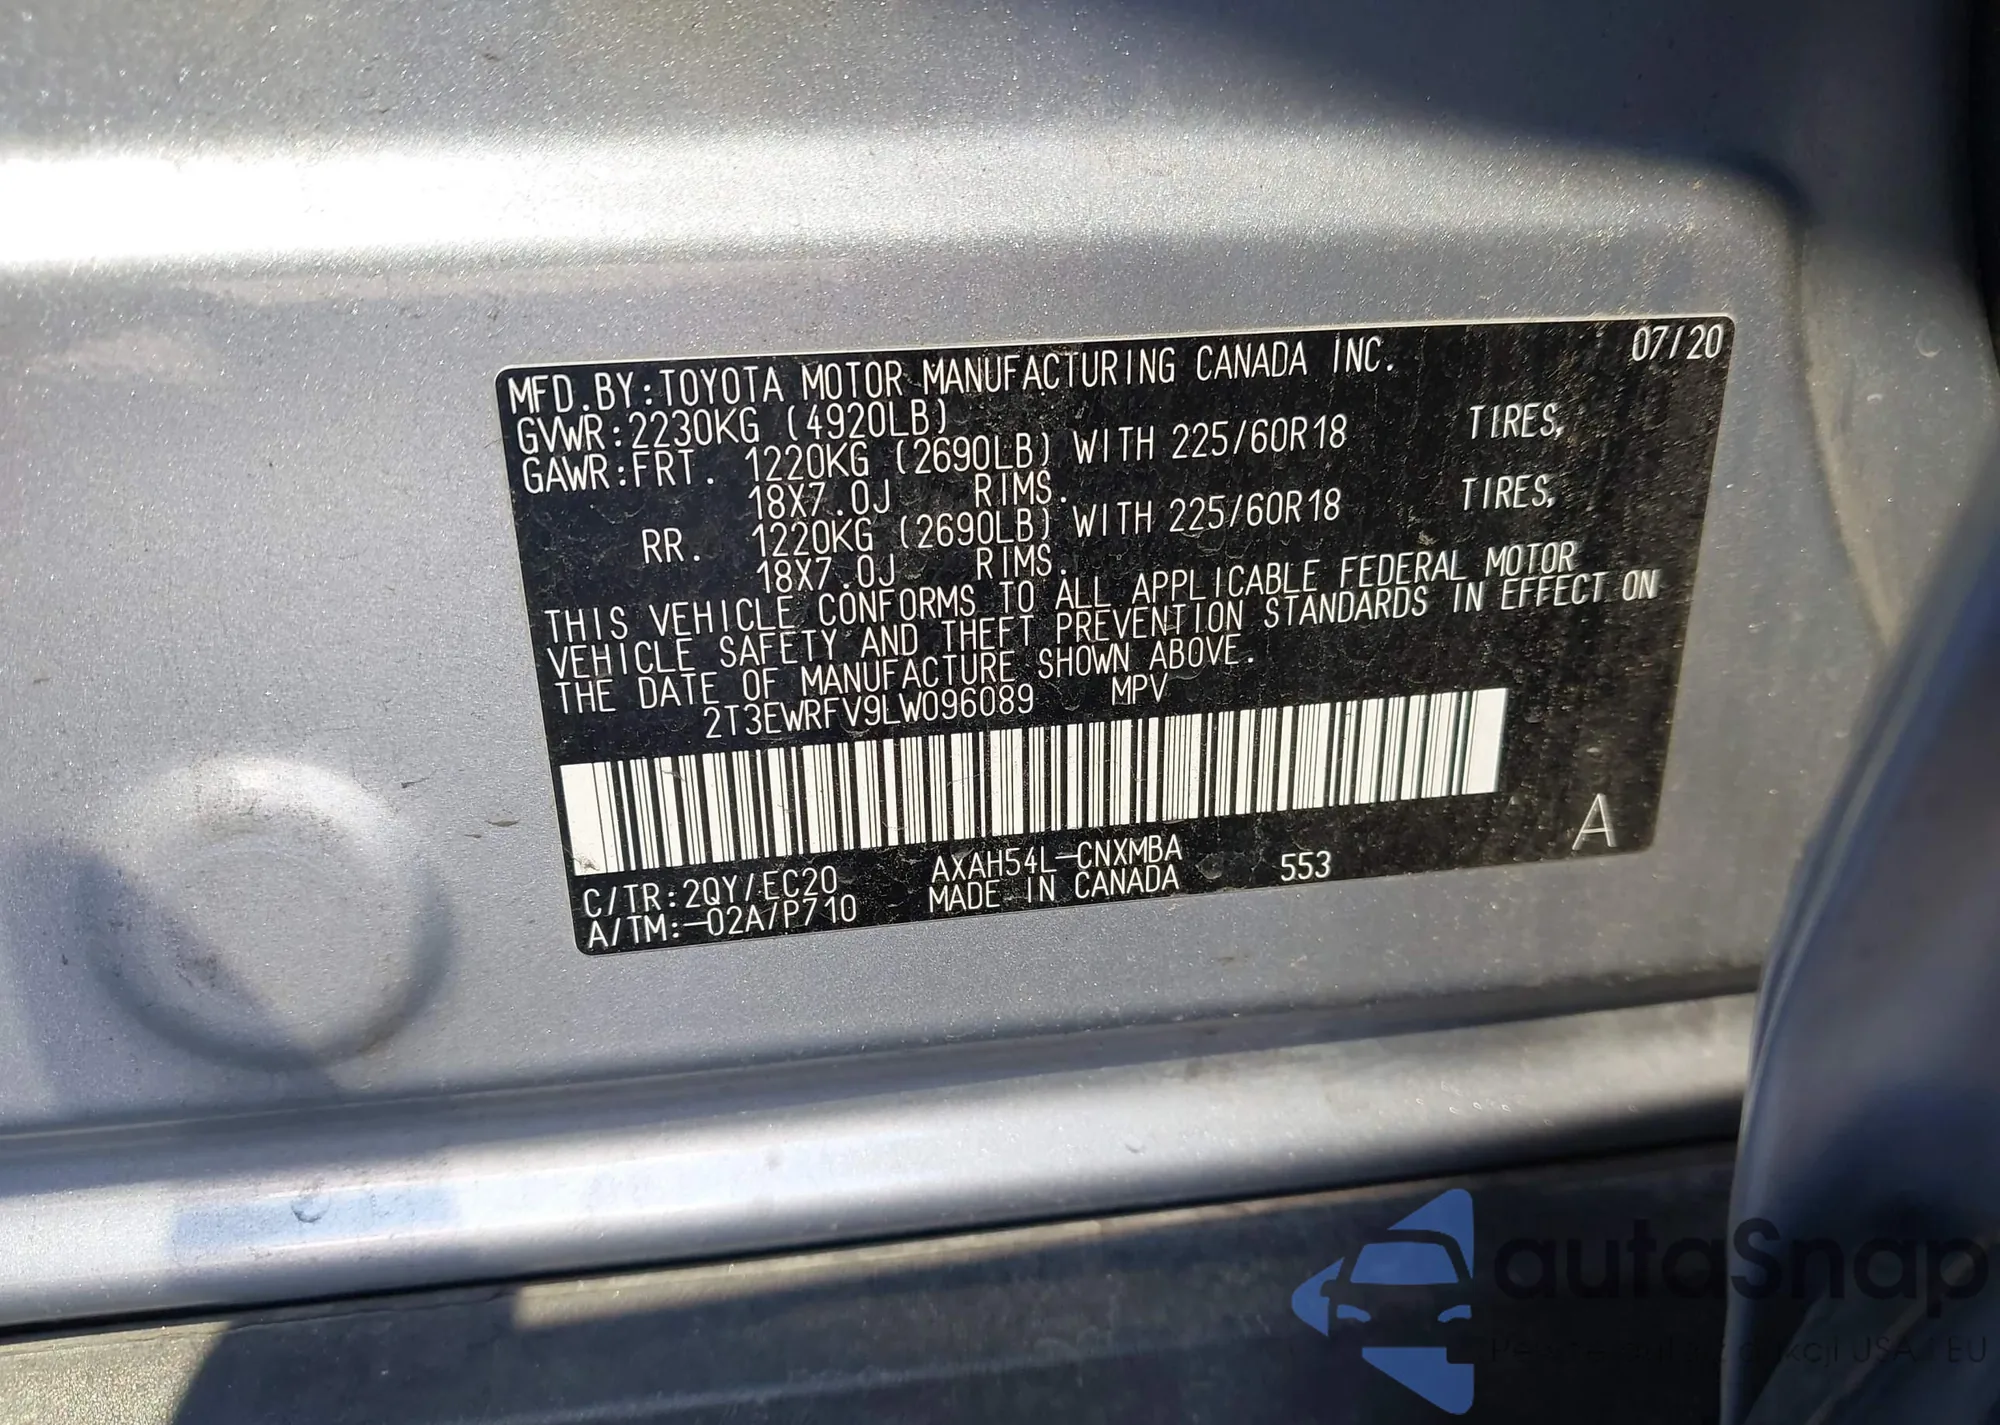 MFD.BY:TOYOTA MOTOR MANUFACTURING CANADA INC. 07/20
GVWR:2230KG (4920LB)
GAWR:FRT. 1220KG (2690LB) WITH 225/60R18 TIRES,
18X7.0J RIMS.
RR. 1220KG (2690LB) WITH 225/60R18 TIRES,
18X7.0J RIMS.
THIS VEHICLE CONFORMS TO ALL APPLICABLE FEDERAL MOTOR
VEHICLE SAFETY AND THEFT PREVENTION STANDARDS IN EFFECT ON
THE DATE OF MANUFACTURE SHOWN ABOVE.
2T3EWRFV9LW096089 MPV
A
C/TR:2QY/EC20 AXAH54L-CNXMBA 553
A/TM:-02A/P710 MADE IN CANADA
autaSnap
USA EU